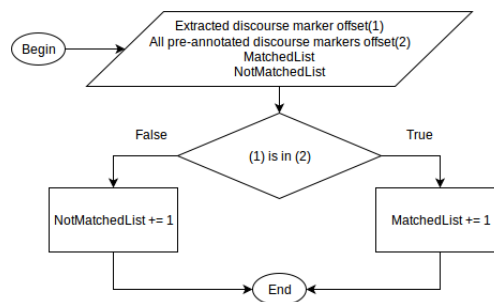 Begin
Extracted discourse marker offset(1)
All pre-annotated discourse markers offset(2)
MatchedList
NotMatchedList
False
True
(1) is in (2)
NotMatchedList += 1
MatchedList += 1
End